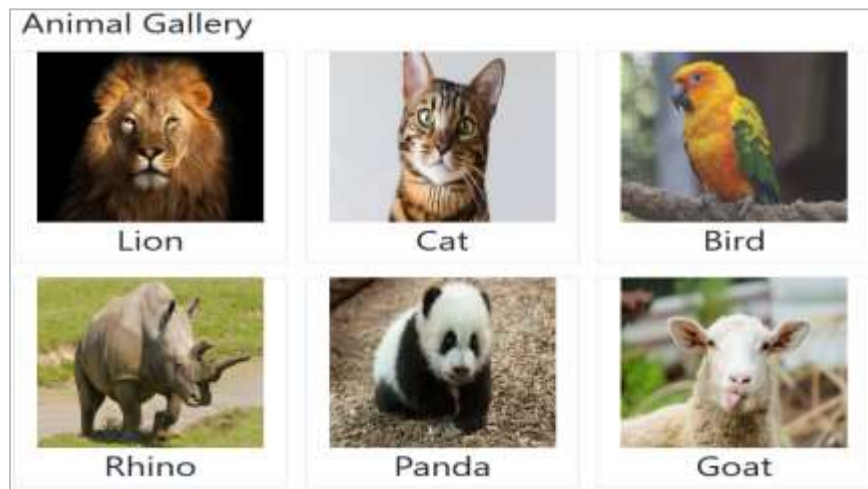 Animal Gallery
Lion
Cat
Bird
Rhino
Panda
Goat